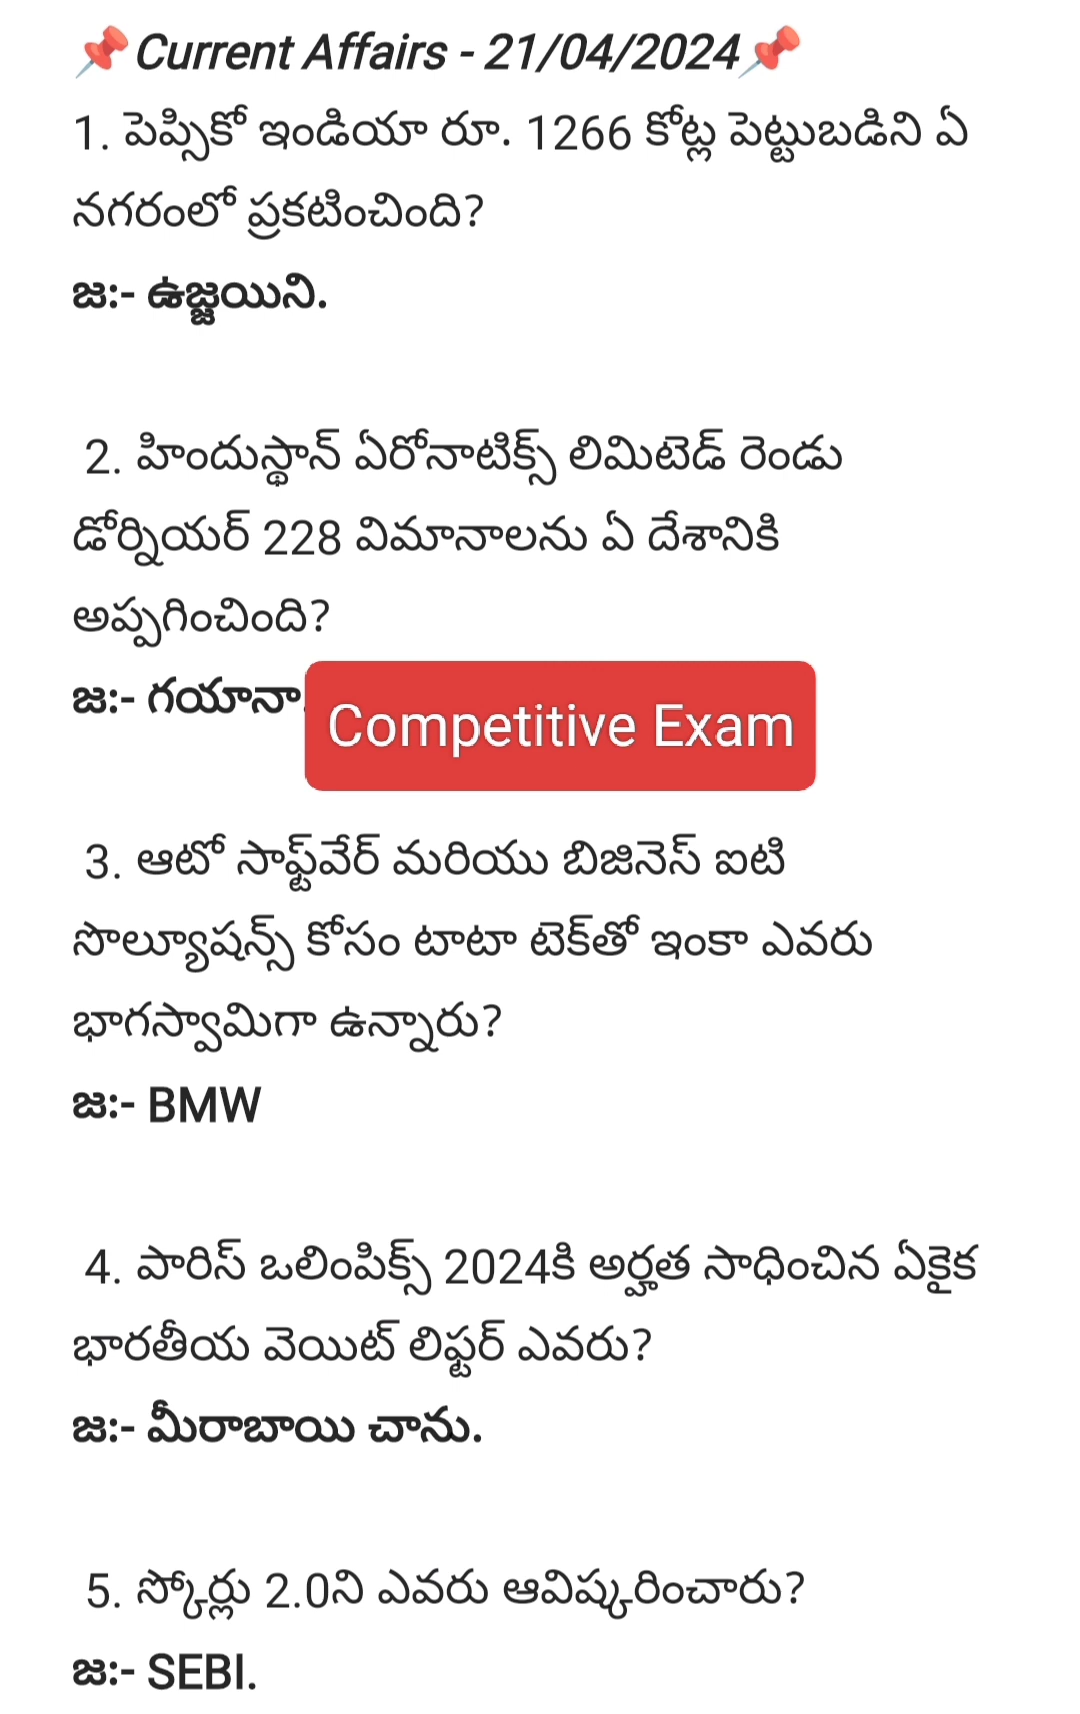 📌Current Affairs - 21/04/2024📌
1. పెప్సికో ఇండియా రూ. 1266 కోట్ల పెట్టుబడిని ఏ
నగరంలో ప్రకటించింది?
జ:- ఉజ్జయిని.
2. హిందుస్థాన్ ఏరోనాటిక్స్ లిమిటెడ్ రెండు
డోర్నియర్ 228 విమానాలను ఏ దేశానికి
అప్పగించింది?
జ:- గయానా.
Competitive Exam
3. ఆటో సాఫ్ట్‌వేర్ మరియు బిజినెస్ ఐటి
సొల్యూషన్స్ కోసం టాటా టెక్‌తో ఇంకా ఎవరు
భాగస్వామిగా ఉన్నారు?
జ:- BMW
4. పారిస్ ఒలింపిక్స్ 2024కి అర్హత సాధించిన ఏకైక
భారతీయ వెయిట్ లిఫ్టర్ ఎవరు?
జ:- మీరాబాయి చాను.
5. స్కోర్లు 2.0ని ఎవరు ఆవిష్కరించారు?
జ:- SEBI.